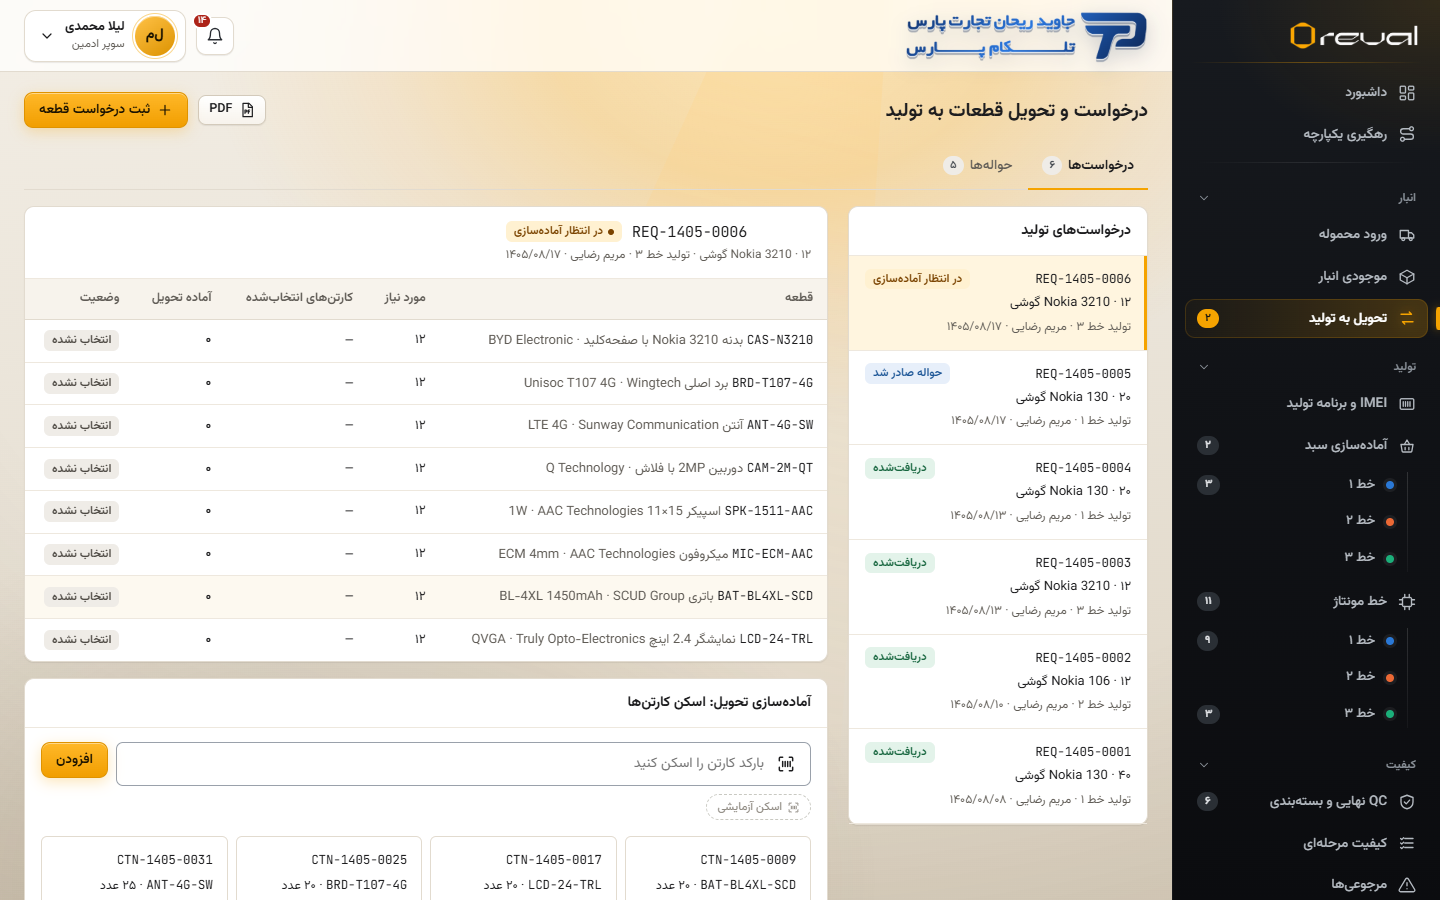 reval
داشبورد
رهگیری یکپارچه
انبار
ورود محموله
موجودی انبار
تحویل به تولید ۲
تولید
IMEI و برنامه تولید
آماده‌سازی سبد ۲
خط ۱ ۳
خط ۲
خط ۳
خط مونتاژ ۱۱
خط ۱ ۹
خط ۲
خط ۳ ۳
کیفیت
QC نهایی و بسته‌بندی ۶
کیفیت مرحله‌ای
مرجوعی‌ها
جاوید ریحان تجارت پارس
تلـــــــکام پـــــــارس
۱۴
لیلا محمدی
سوپر ادمین
لم
درخواست و تحویل قطعات به تولید
PDF
ثبت درخواست قطعه
درخواست‌ها ۶
حواله‌ها ۵
درخواست‌های تولید
REQ-1405-0006 در انتظار آماده‌سازی
۱۲ · Nokia 3210 گوشی
تولید خط ۳ · مریم رضایی · ۱۴۰۵/۰۸/۱۷
REQ-1405-0005 حواله صادر شد
۲۰ · Nokia 130 گوشی
تولید خط ۱ · مریم رضایی · ۱۴۰۵/۰۸/۱۷
REQ-1405-0004 دریافت‌شده
۲۰ · Nokia 130 گوشی
تولید خط ۱ · مریم رضایی · ۱۴۰۵/۰۸/۱۳
REQ-1405-0003 دریافت‌شده
۱۲ · Nokia 3210 گوشی
تولید خط ۳ · مریم رضایی · ۱۴۰۵/۰۸/۱۳
REQ-1405-0002 دریافت‌شده
۱۲ · Nokia 106 گوشی
تولید خط ۲ · مریم رضایی · ۱۴۰۵/۰۸/۱۰
REQ-1405-0001 دریافت‌شده
۴۰ · Nokia 130 گوشی
تولید خط ۱ · مریم رضایی · ۱۴۰۵/۰۸/۰۸
REQ-1405-0006 در انتظار آماده‌سازی
۱۲ · Nokia 3210 گوشی · تولید خط ۳ · مریم رضایی · ۱۴۰۵/۰۸/۱۷
قطعه مورد نیاز کارتن‌های انتخاب‌شده آماده تحویل وضعیت
CAS-N3210 بدنه Nokia 3210 با صفحه‌کلید · BYD Electronic ۱۲ — ۰ انتخاب نشده
BRD-T107-4G برد اصلی Unisoc T107 4G · Wingtech ۱۲ — ۰ انتخاب نشده
ANT-4G-SW آنتن LTE 4G · Sunway Communication ۱۲ — ۰ انتخاب نشده
CAM-2M-QT دوربین 2MP با فلاش · Q Technology ۱۲ — ۰ انتخاب نشده
SPK-1511-AAC اسپیکر 15×11 1W · AAC Technologies ۱۲ — ۰ انتخاب نشده
MIC-ECM-AAC میکروفون ECM 4mm · AAC Technologies ۱۲ — ۰ انتخاب نشده
BAT-BL4XL-SCD باتری BL-4XL 1450mAh · SCUD Group ۱۲ — ۰ انتخاب نشده
LCD-24-TRL نمایشگر 2.4 اینچ QVGA · Truly Opto-Electronics ۱۲ — ۰ انتخاب نشده
آماده‌سازی تحویل: اسکن کارتن‌ها
بارکد کارتن را اسکن کنید
افزودن
اسکن آزمایشی
CTN-1405-0009
BAT-BL4XL-SCD · ۲۰ عدد
CTN-1405-0017
LCD-24-TRL · ۲۰ عدد
CTN-1405-0025
BRD-T107-4G · ۲۰ عدد
CTN-1405-0031
ANT-4G-SW · ۲۵ عدد